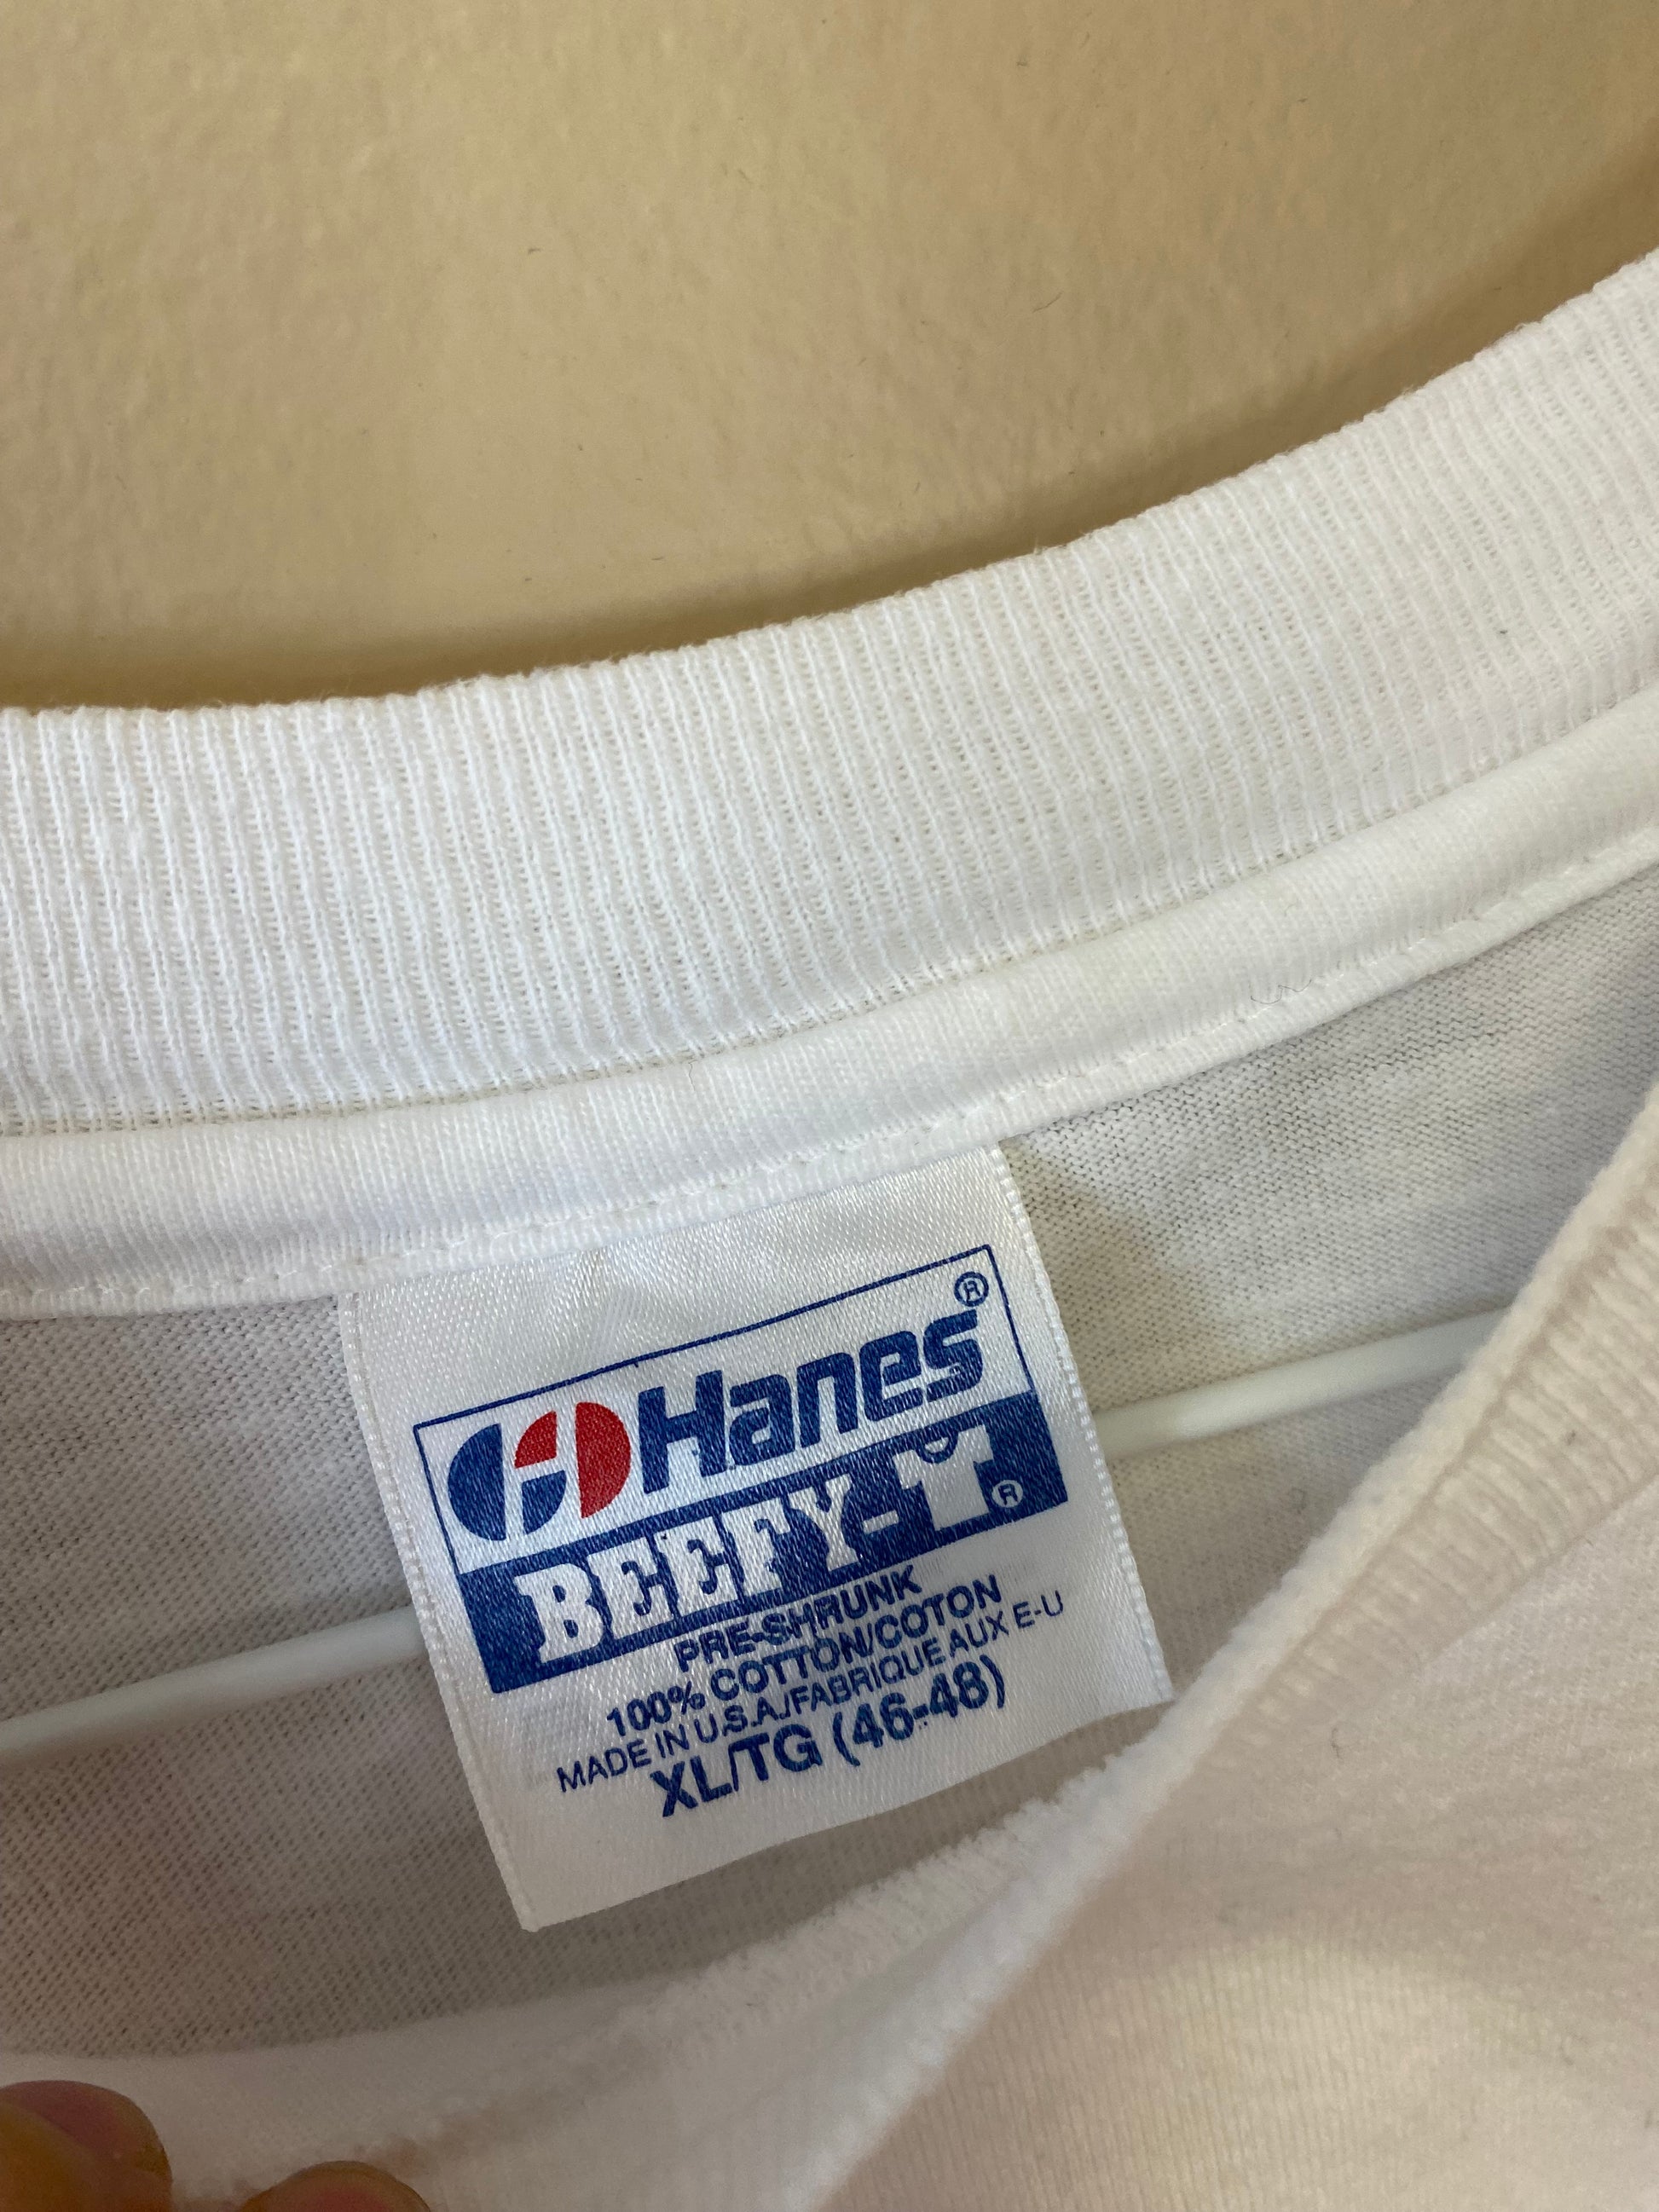 Hanes®
BEEFY-T®
PRE-SHRUNK
100% COTTON/COTON
MADE IN U.S.A./FABRIQUE AUX E-U
XL/TG (46-48)